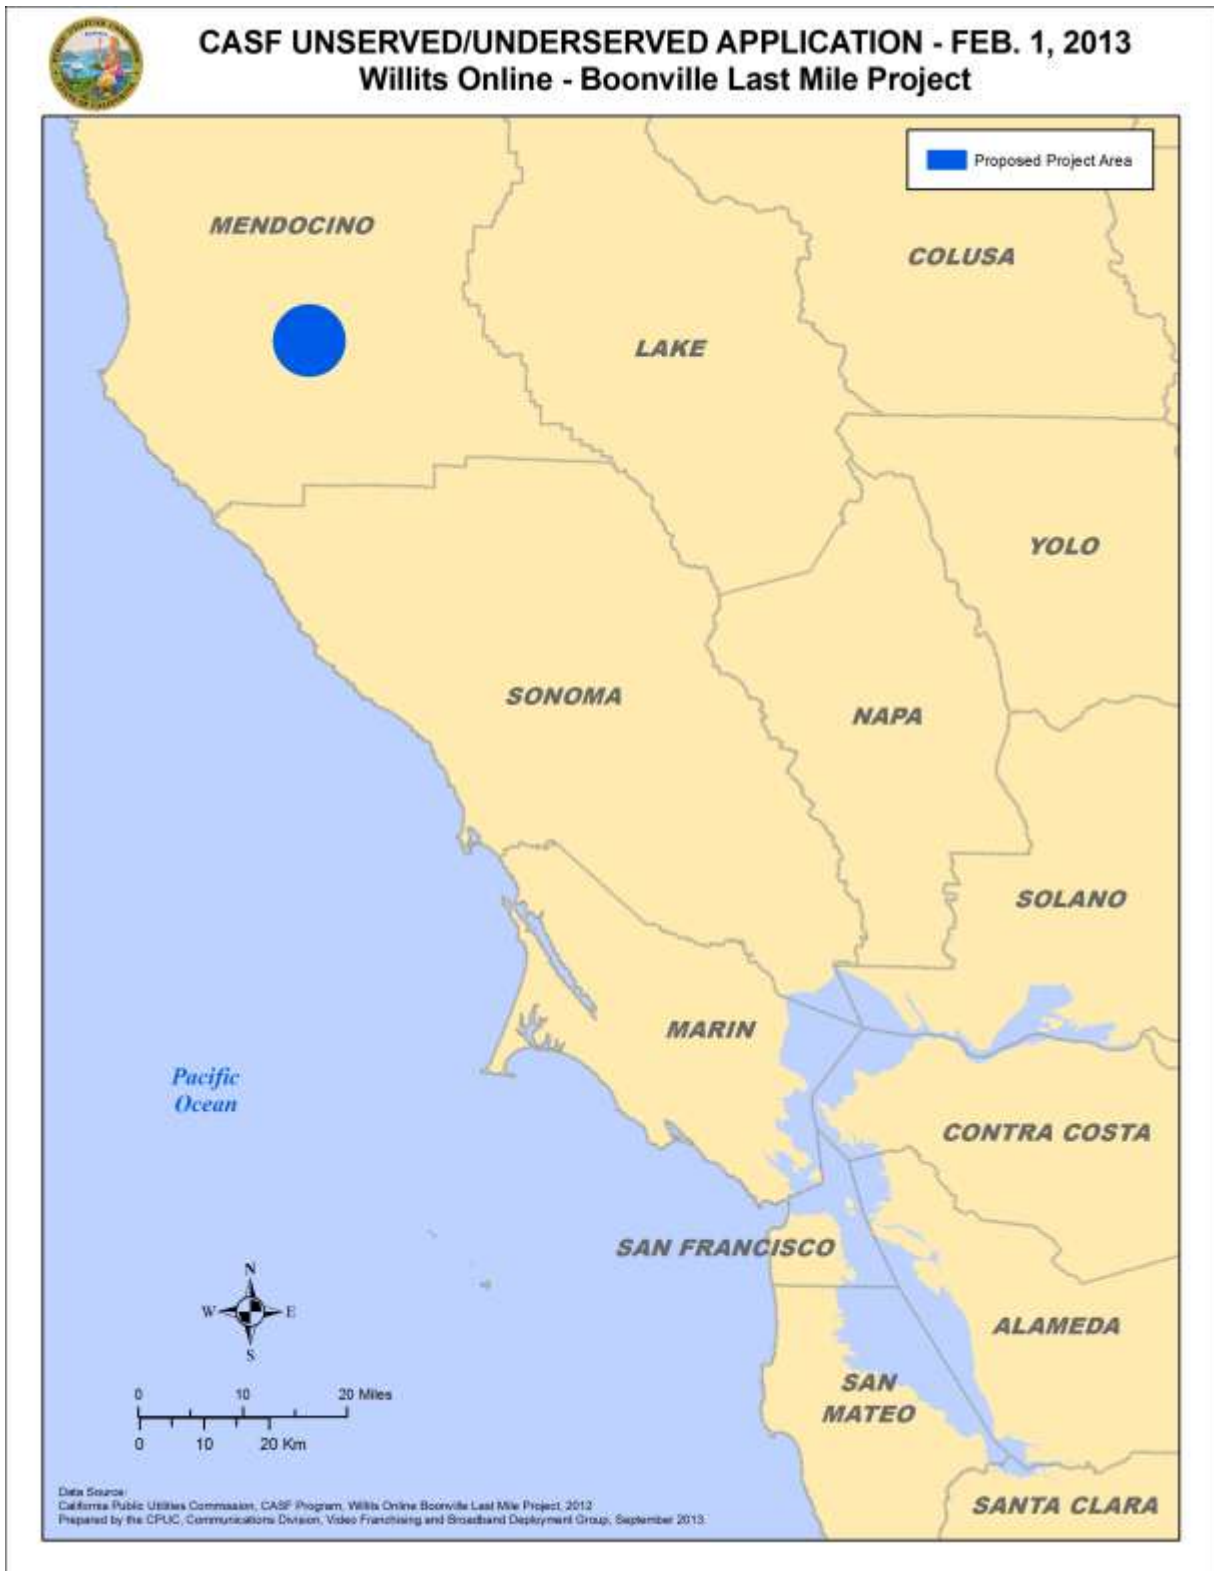 CASF UNSERVED/UNDERSERVED APPLICATION - FEB. 1, 2013
Willits Online - Boonville Last Mile Project
Proposed Project Area
MENDOCINO
COLUSA
LAKE
YOLO
SONOMA
NAPA
SOLANO
MARIN
Pacific
Ocean
CONTRA COSTA
SAN FRANCISCO
N
W
E
S
ALAMEDA
SAN
MATEO
0 10 20 Miles
0 10 20 Km
SANTA CLARA
Data Source:
California Public Utilities Commission, CASF Program, Willits Online Boonville Last Mile Project, 2012
Prepared by the CPUC, Communications Division, Video Franchising and Broadband Deployment Group, September 2013